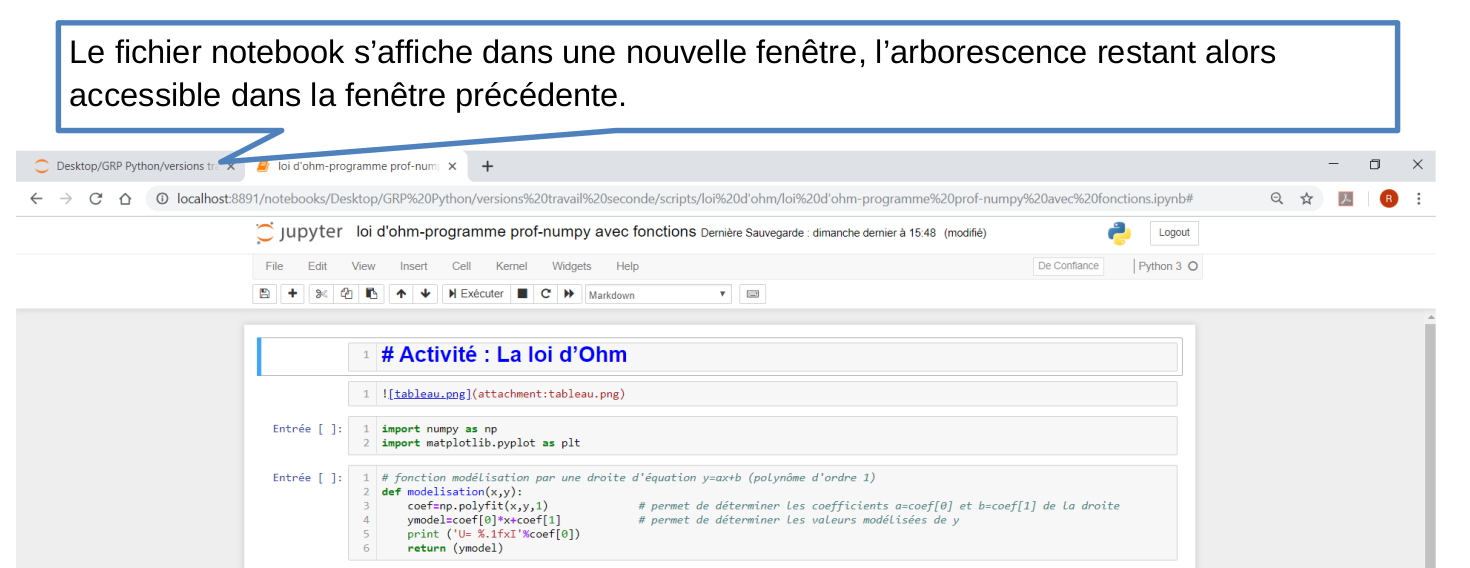 Le fichier notebook s’affiche dans une nouvelle fenêtre, l’arborescence restant alors
accessible dans la fenêtre précédente.
Desktop/GRP Python/versions tr
loi d'ohm-programme prof-num
localhost:8891/notebooks/Desktop/GRP%20Python/versions%20travail%20seconde/scripts/loi%20d'ohm/loi%20d'ohm-programme%20prof-numpy%20avec%20fonctions.ipynb#
R
jupyter loi d'ohm-programme prof-numpy avec fonctions Dernière Sauvegarde : dimanche dernier à 15:48 (modifié)
Logout
File Edit View Insert Cell Kernel Widgets Help
De Confiance Python 3
Exécuter Markdown
1 # Activité : La loi d’Ohm
1 ![tableau.png](attachment:tableau.png)
Entrée [ ]: 1 import numpy as np
2 import matplotlib.pyplot as plt
Entrée [ ]: 1 # fonction modélisation par une droite d'équation y=ax+b (polynôme d'ordre 1)
2 def modelisation(x,y):
3 coef=np.polyfit(x,y,1) # permet de déterminer les coefficients a=coef[0] et b=coef[1] de la droite
4 ymodel=coef[0]*x+coef[1] # permet de déterminer les valeurs modélisées de y
5 print ('U= %.1fxI'%coef[0])
6 return (ymodel)